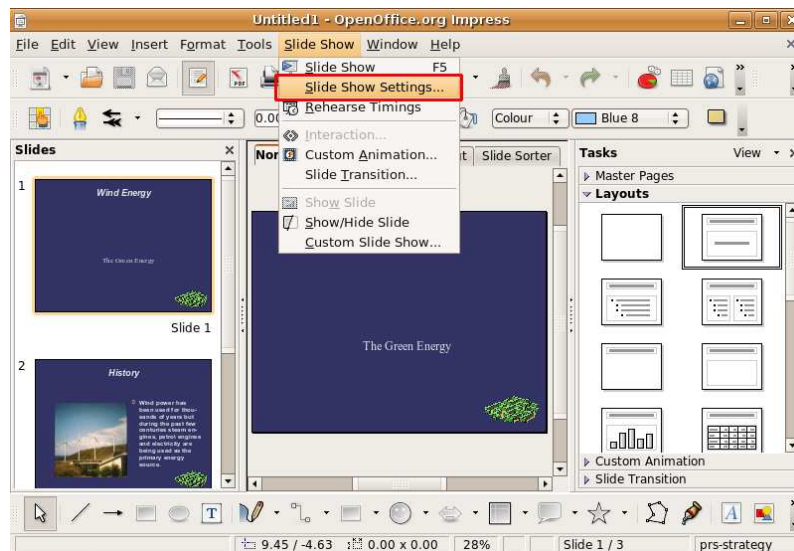 Untitled1 - OpenOffice.org Impress
File Edit View Insert Format Tools Slide Show Window Help
Slide Show F5
Slide Show Settings...
Rehearse Timings
Interaction...
Custom Animation...
Slide Transition...
Show Slide
Show/Hide Slide
Custom Slide Show...
0.00
Colour
Blue 8
Slides
Slide Sorter
Tasks
View
Master Pages
Layouts
1
Wind Energy
The Green Energy
Slide 1
2
History
Wind power has
been used for thou-
sands of years but
during the past few
centuries steam en-
gines, petrol engines
and electricity are
being used as the
primary energy
source.
The Green Energy
Custom Animation
Slide Transition
9.45 / -4.63
0.00 x 0.00
28%
Slide 1 / 3
prs-strategy